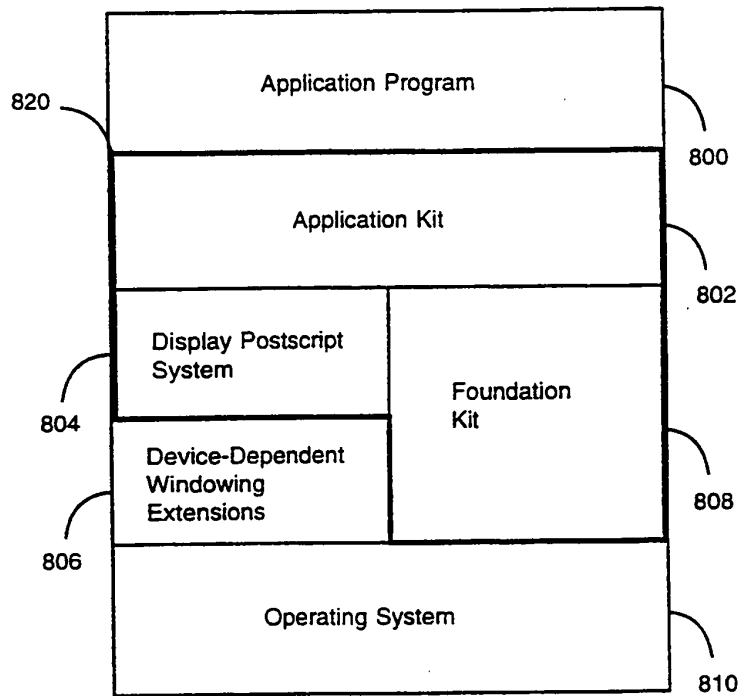 Application Program
820
800
Application Kit
802
Display Postscript
System
Foundation
Kit
804
Device-Dependent
Windowing
Extensions
808
806
Operating System
810